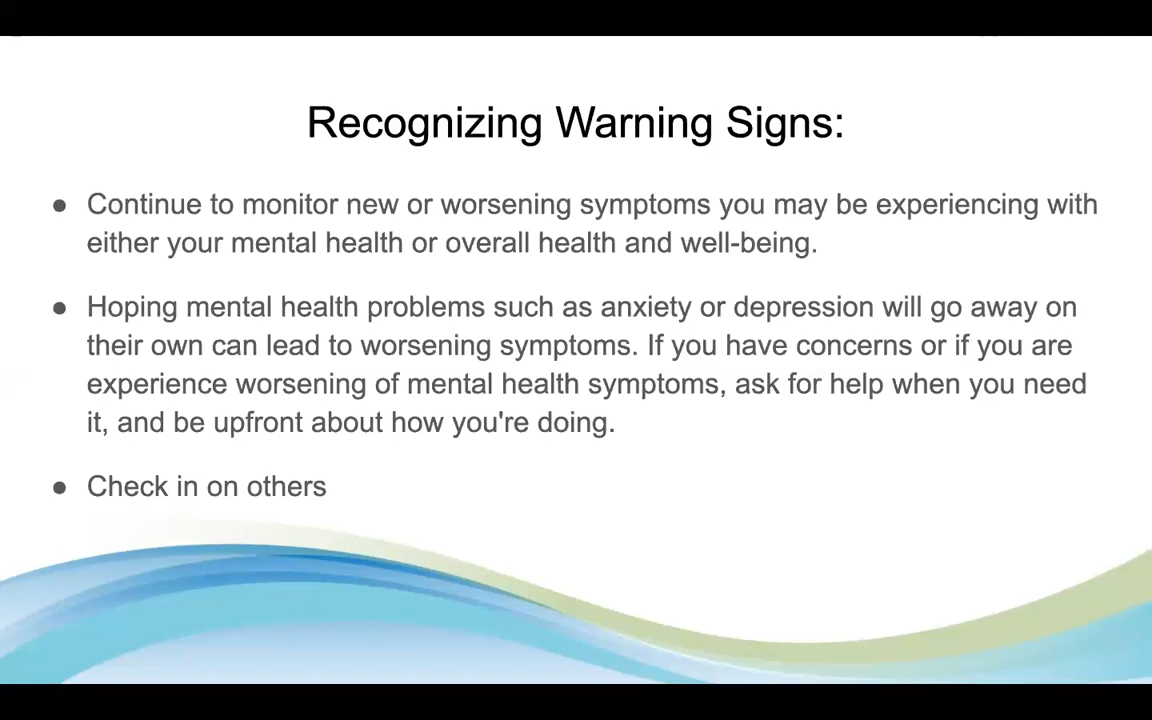 Recognizing Warning Signs:
● Continue to monitor new or worsening symptoms you may be experiencing with
either your mental health or overall health and well-being.
● Hoping mental health problems such as anxiety or depression will go away on
their own can lead to worsening symptoms. If you have concerns or if you are
experience worsening of mental health symptoms, ask for help when you need
it, and be upfront about how you're doing.
● Check in on others